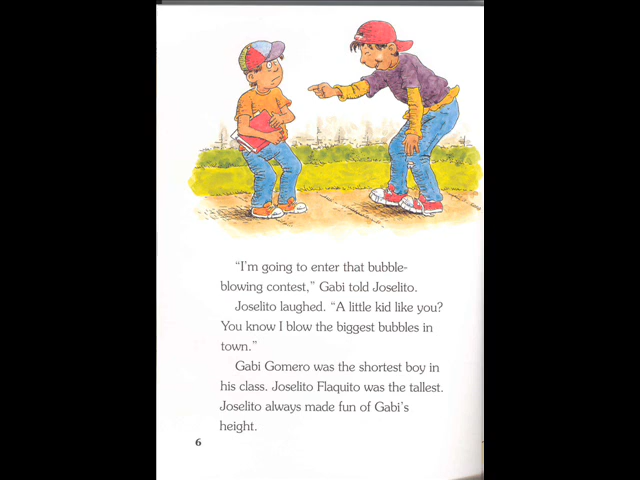 "I'm going to enter that bubble-
blowing contest," Gabi told Joselito.
Joselito laughed. "A little kid like you?
You know I blow the biggest bubbles in
town."
Gabi Gomero was the shortest boy in
his class. Joselito Flaquito was the tallest.
Joselito always made fun of Gabi's
height.
6